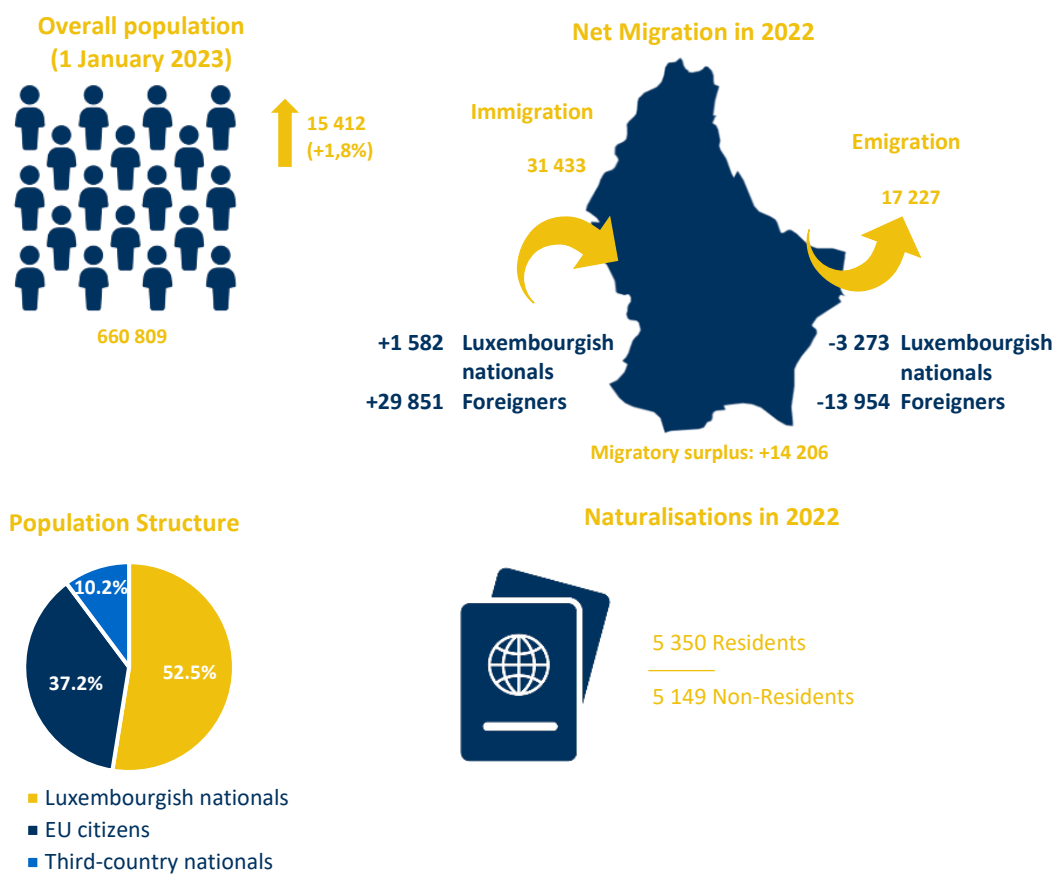 Overall population
(1 January 2023)
15 412
(+1,8%)
660 809
Net Migration in 2022
Immigration
31 433
Emigration
17 227
+1 582 Luxembourgish
nationals
+29 851 Foreigners
-3 273 Luxembourgish
nationals
-13 954 Foreigners
Migratory surplus: +14 206
Population Structure
10.2%
37.2%
52.5%
Luxembourgish nationals
EU citizens
Third-country nationals
Naturalisations in 2022
5 350 Residents
5 149 Non-Residents